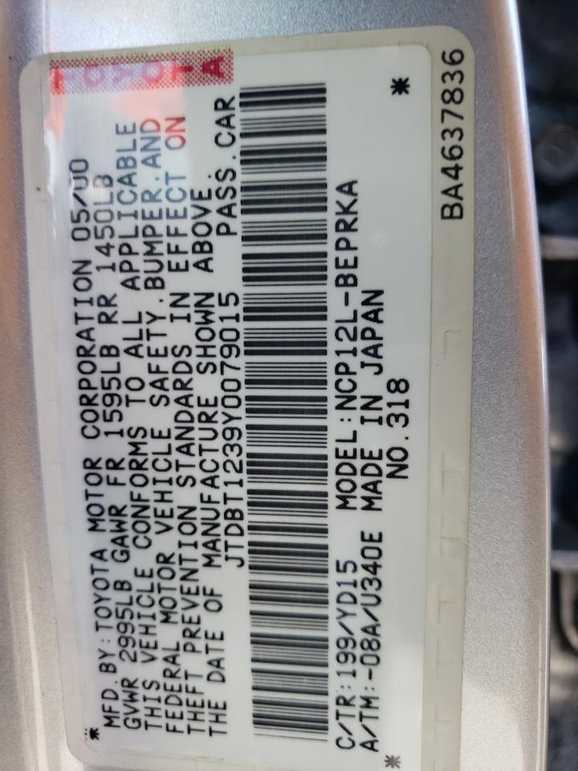 TOYOTA
MFD.BY:TOYOTA MOTOR CORPORATION 05/00
GVWR 2995LB GAWR FR 1595LB RR 1450LB
THIS VEHICLE CONFORMS TO ALL APPLICABLE
FEDERAL MOTOR VEHICLE SAFETY.BUMPER.AND
THEFT PREVENTION STANDARDS IN EFFECT ON
THE DATE OF MANUFACTURE SHOWN ABOVE.
JTDBT1239Y0079015 PASS.CAR
C/TR:199/YD15 MODEL:NCP12L-BEPRKA
A/TM:-08A/U340E MADE IN JAPAN
NO.318
BA4637836